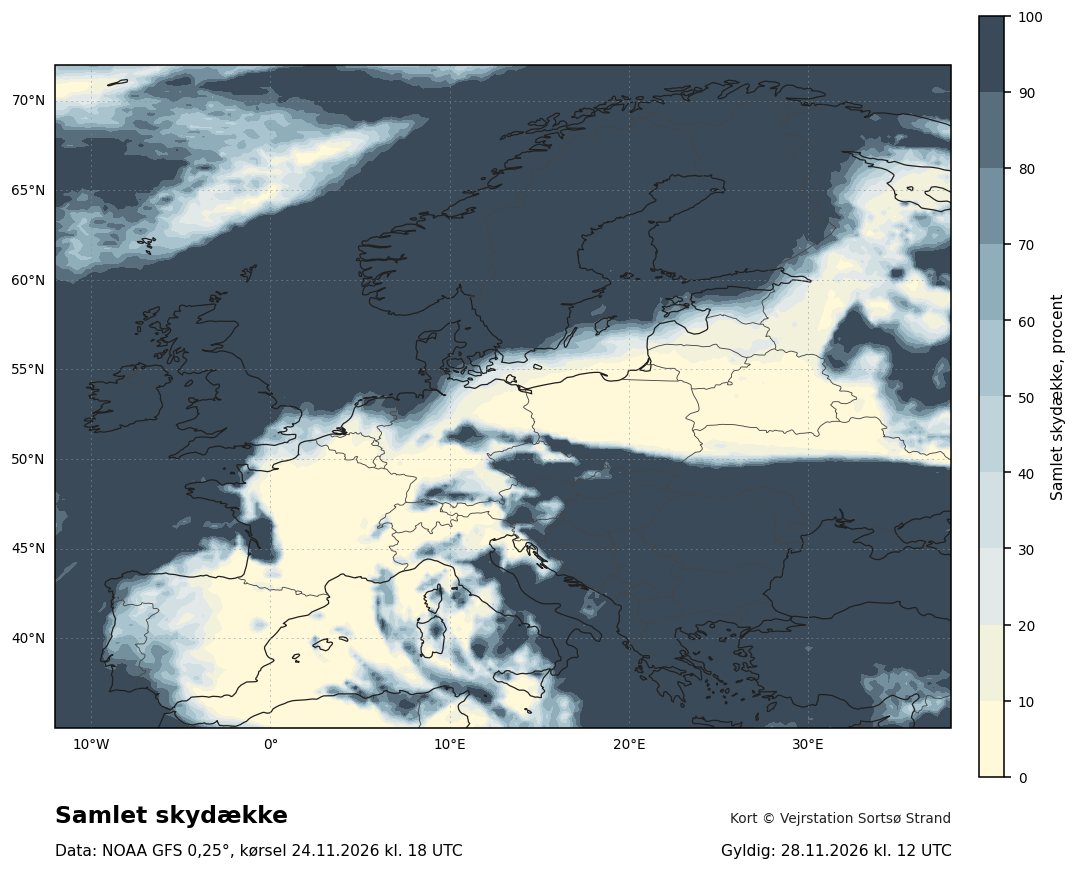 100
90
80
70
60
50
40
30
20
10
0
Samlet skydække, procent
70°N
65°N
60°N
55°N
50°N
45°N
40°N
10°W
0°
10°E
20°E
30°E
Samlet skydække
Kort © Vejrstation Sortsø Strand
Data: NOAA GFS 0,25°, kørsel 24.11.2026 kl. 18 UTC
Gyldig: 28.11.2026 kl. 12 UTC